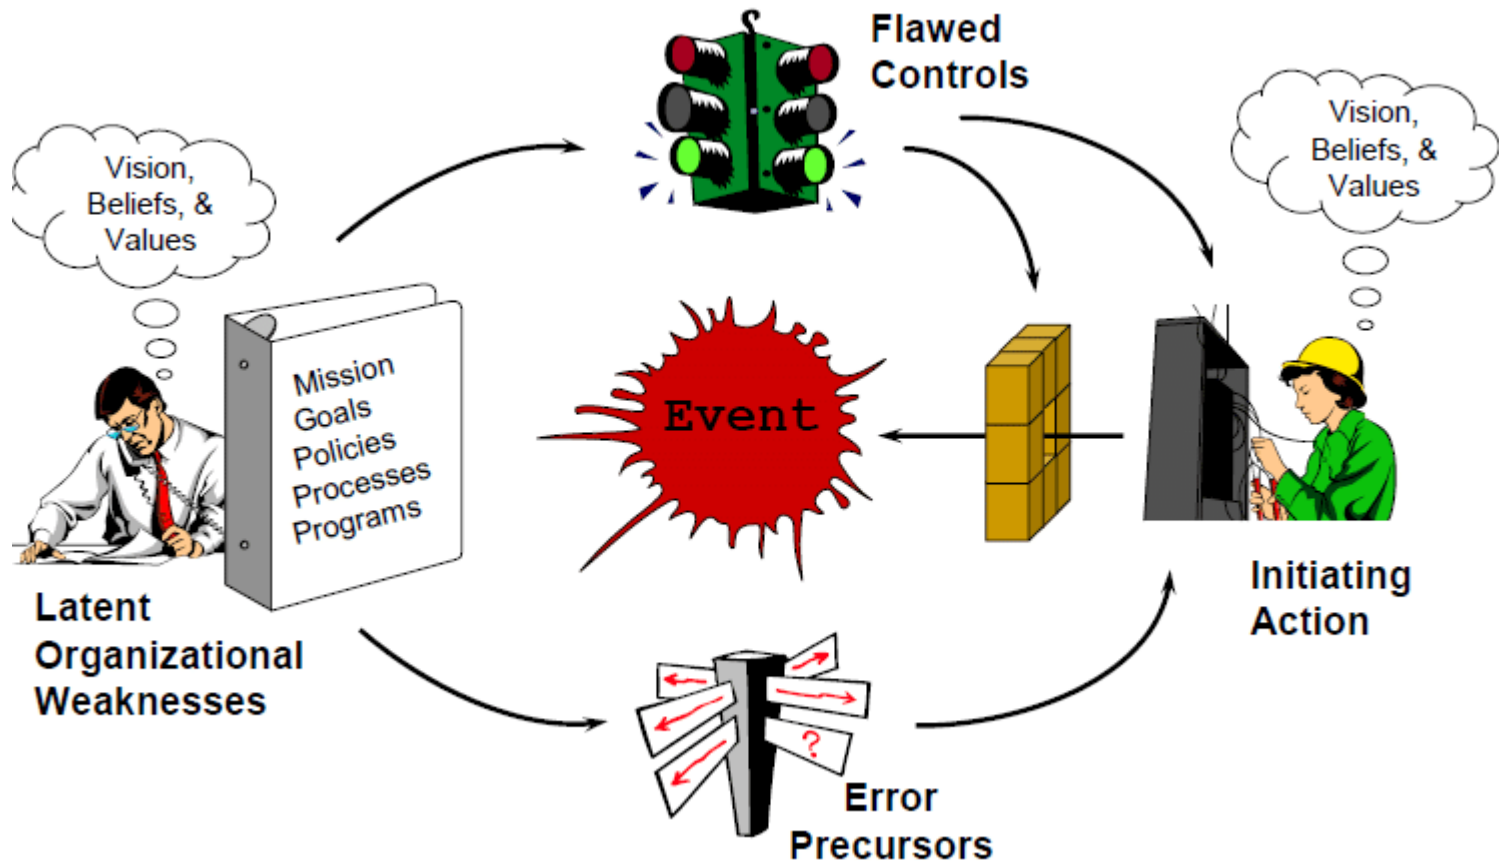 Flawed
Controls
Vision,
Beliefs, &
Values
Vision,
Beliefs, &
Values
Mission
Goals
Policies
Processes
Programs
Event
Latent
Organizational
Weaknesses
Initiating
Action
?
Error
Precursors